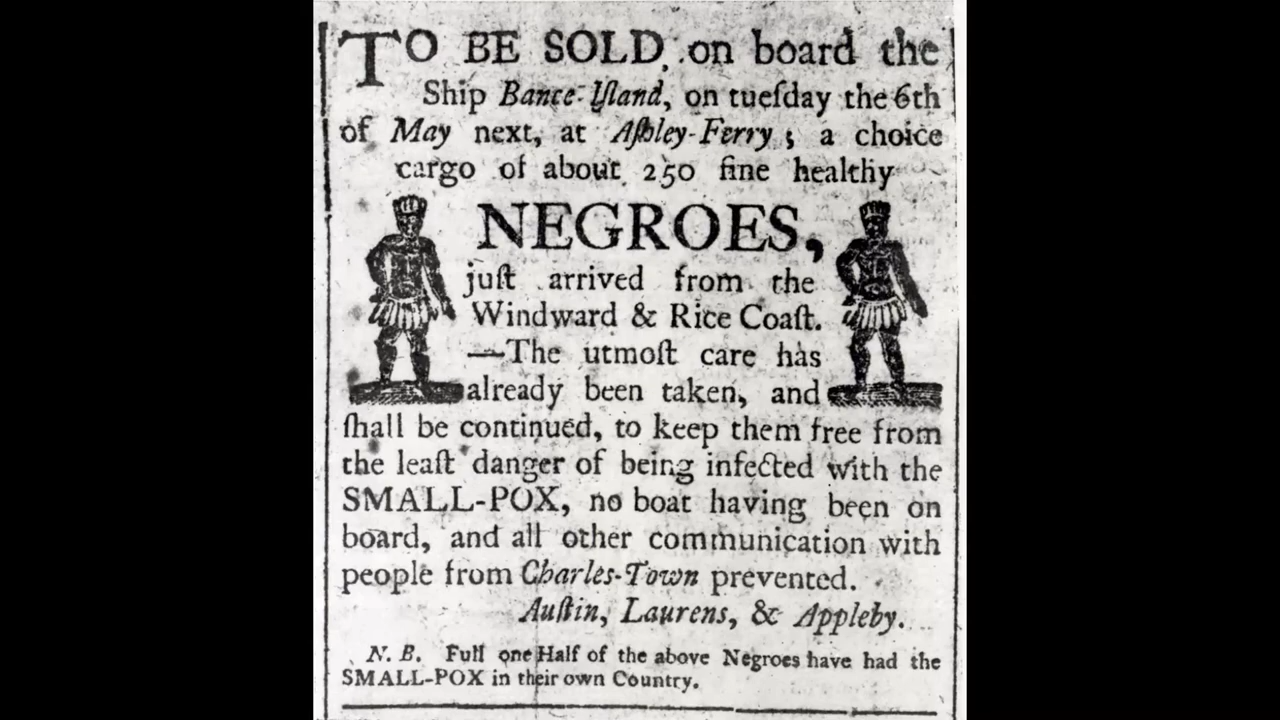 TO BE SOLD, on board the
Ship Bance-Iſland, on tueſday the 6th
of May next, at Aſhley-Ferry; a choice
cargo of about 250 fine healthy
NEGROES,
juſt arrived from the
Windward & Rice Coaſt.
—The utmoſt care has
already been taken, and
ſhall be continued, to keep them free from
the leaſt danger of being infected with the
SMALL-POX, no boat having been on
board, and all other communication with
people from Charles-Town prevented.
Auſtin, Laurens, & Appleby.
N. B. Full one Half of the above Negroes have had the
SMALL-POX in their own Country.